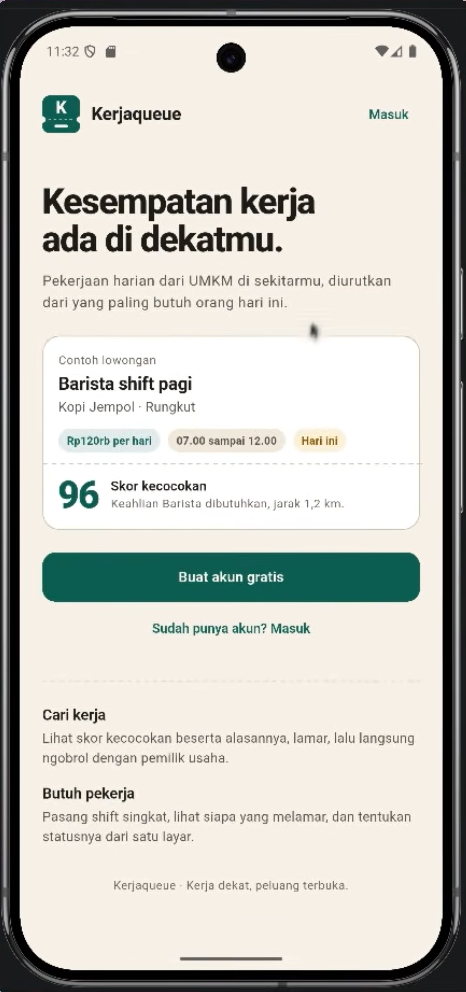 11:32
K
Kerjaqueue
Masuk
Kesempatan kerja
ada di dekatmu.
Pekerjaan harian dari UMKM di sekitarmu, diurutkan
dari yang paling butuh orang hari ini.
Contoh lowongan
Barista shift pagi
Kopi Jempol · Rungkut
Rp120rb per hari
07.00 sampai 12.00
Hari ini
96
Skor kecocokan
Keahlian Barista dibutuhkan, jarak 1,2 km.
Buat akun gratis
Sudah punya akun? Masuk
Cari kerja
Lihat skor kecocokan beserta alasannya, lamar, lalu langsung
ngobrol dengan pemilik usaha.
Butuh pekerja
Pasang shift singkat, lihat siapa yang melamar, dan tentukan
statusnya dari satu layar.
Kerjaqueue · Kerja dekat, peluang terbuka.